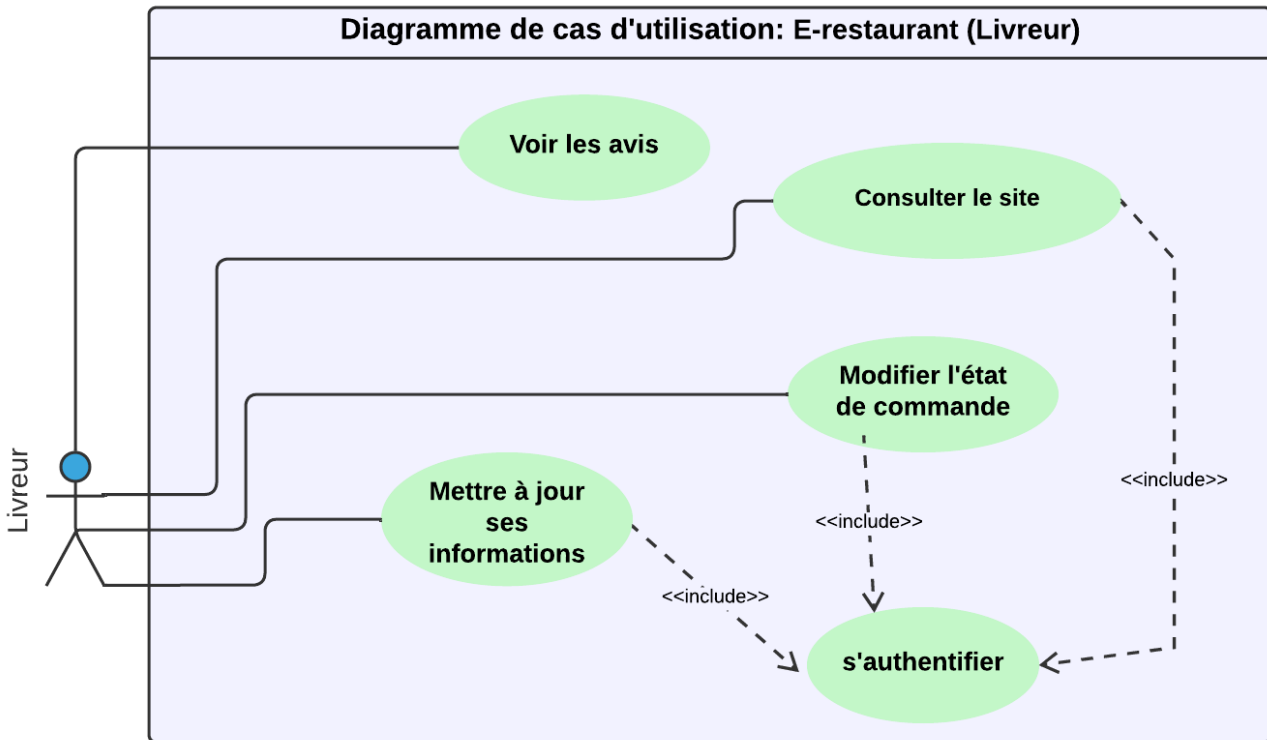 Diagramme de cas d'utilisation: E-restaurant (Livreur)
Voir les avis
Consulter le site
Modifier l'état
de commande
Livreur
Mettre à jour
ses
informations
<<include>>
<<include>>
<<include>>
s'authentifier